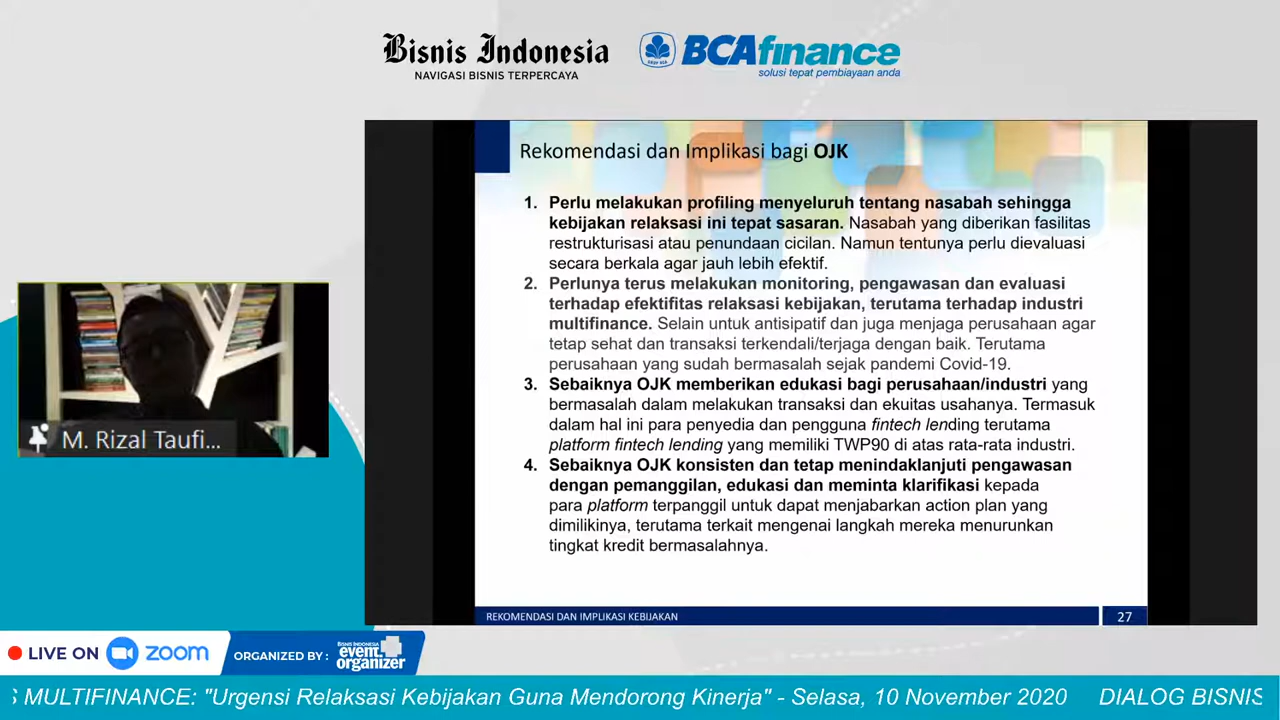 Bisnis Indonesia
NAVIGASI BISNIS TERPERCAYA
BCA finance
solusi tepat pembiayaan anda
Rekomendasi dan Implikasi bagi OJK
1. Perlu melakukan profiling menyeluruh tentang nasabah sehingga
kebijakan relaksasi ini tepat sasaran. Nasabah yang diberikan fasilitas
restrukturisasi atau penundaan cicilan. Namun tentunya perlu dievaluasi
secara berkala agar jauh lebih efektif.
2. Perlunya terus melakukan monitoring, pengawasan dan evaluasi
terhadap efektifitas relaksasi kebijakan, terutama terhadap industri
multifinance. Selain untuk antisipatif dan juga menjaga perusahaan agar
tetap sehat dan transaksi terkendali/terjaga dengan baik. Terutama
perusahaan yang sudah bermasalah sejak pandemi Covid-19.
3. Sebaiknya OJK memberikan edukasi bagi perusahaan/industri yang
bermasalah dalam melakukan transaksi dan ekuitas usahanya. Termasuk
dalam hal ini para penyedia dan pengguna fintech lending terutama
platform fintech lending yang memiliki TWP90 di atas rata-rata industri.
4. Sebaiknya OJK konsisten dan tetap menindaklanjuti pengawasan
dengan pemanggilan, edukasi dan meminta klarifikasi kepada
para platform terpanggil untuk dapat menjabarkan action plan yang
dimilikinya, terutama terkait mengenai langkah mereka menurunkan
tingkat kredit bermasalahnya.
REKOMENDASI DAN IMPLIKASI KEBIJAKAN
27
M. Rizal Taufi...
LIVE ON zoom
ORGANIZED BY :
BISNIS INDONESIA
event
organizer
S MULTIFINANCE: "Urgensi Relaksasi Kebijakan Guna Mendorong Kinerja" - Selasa, 10 November 2020 DIALOG BISNIS